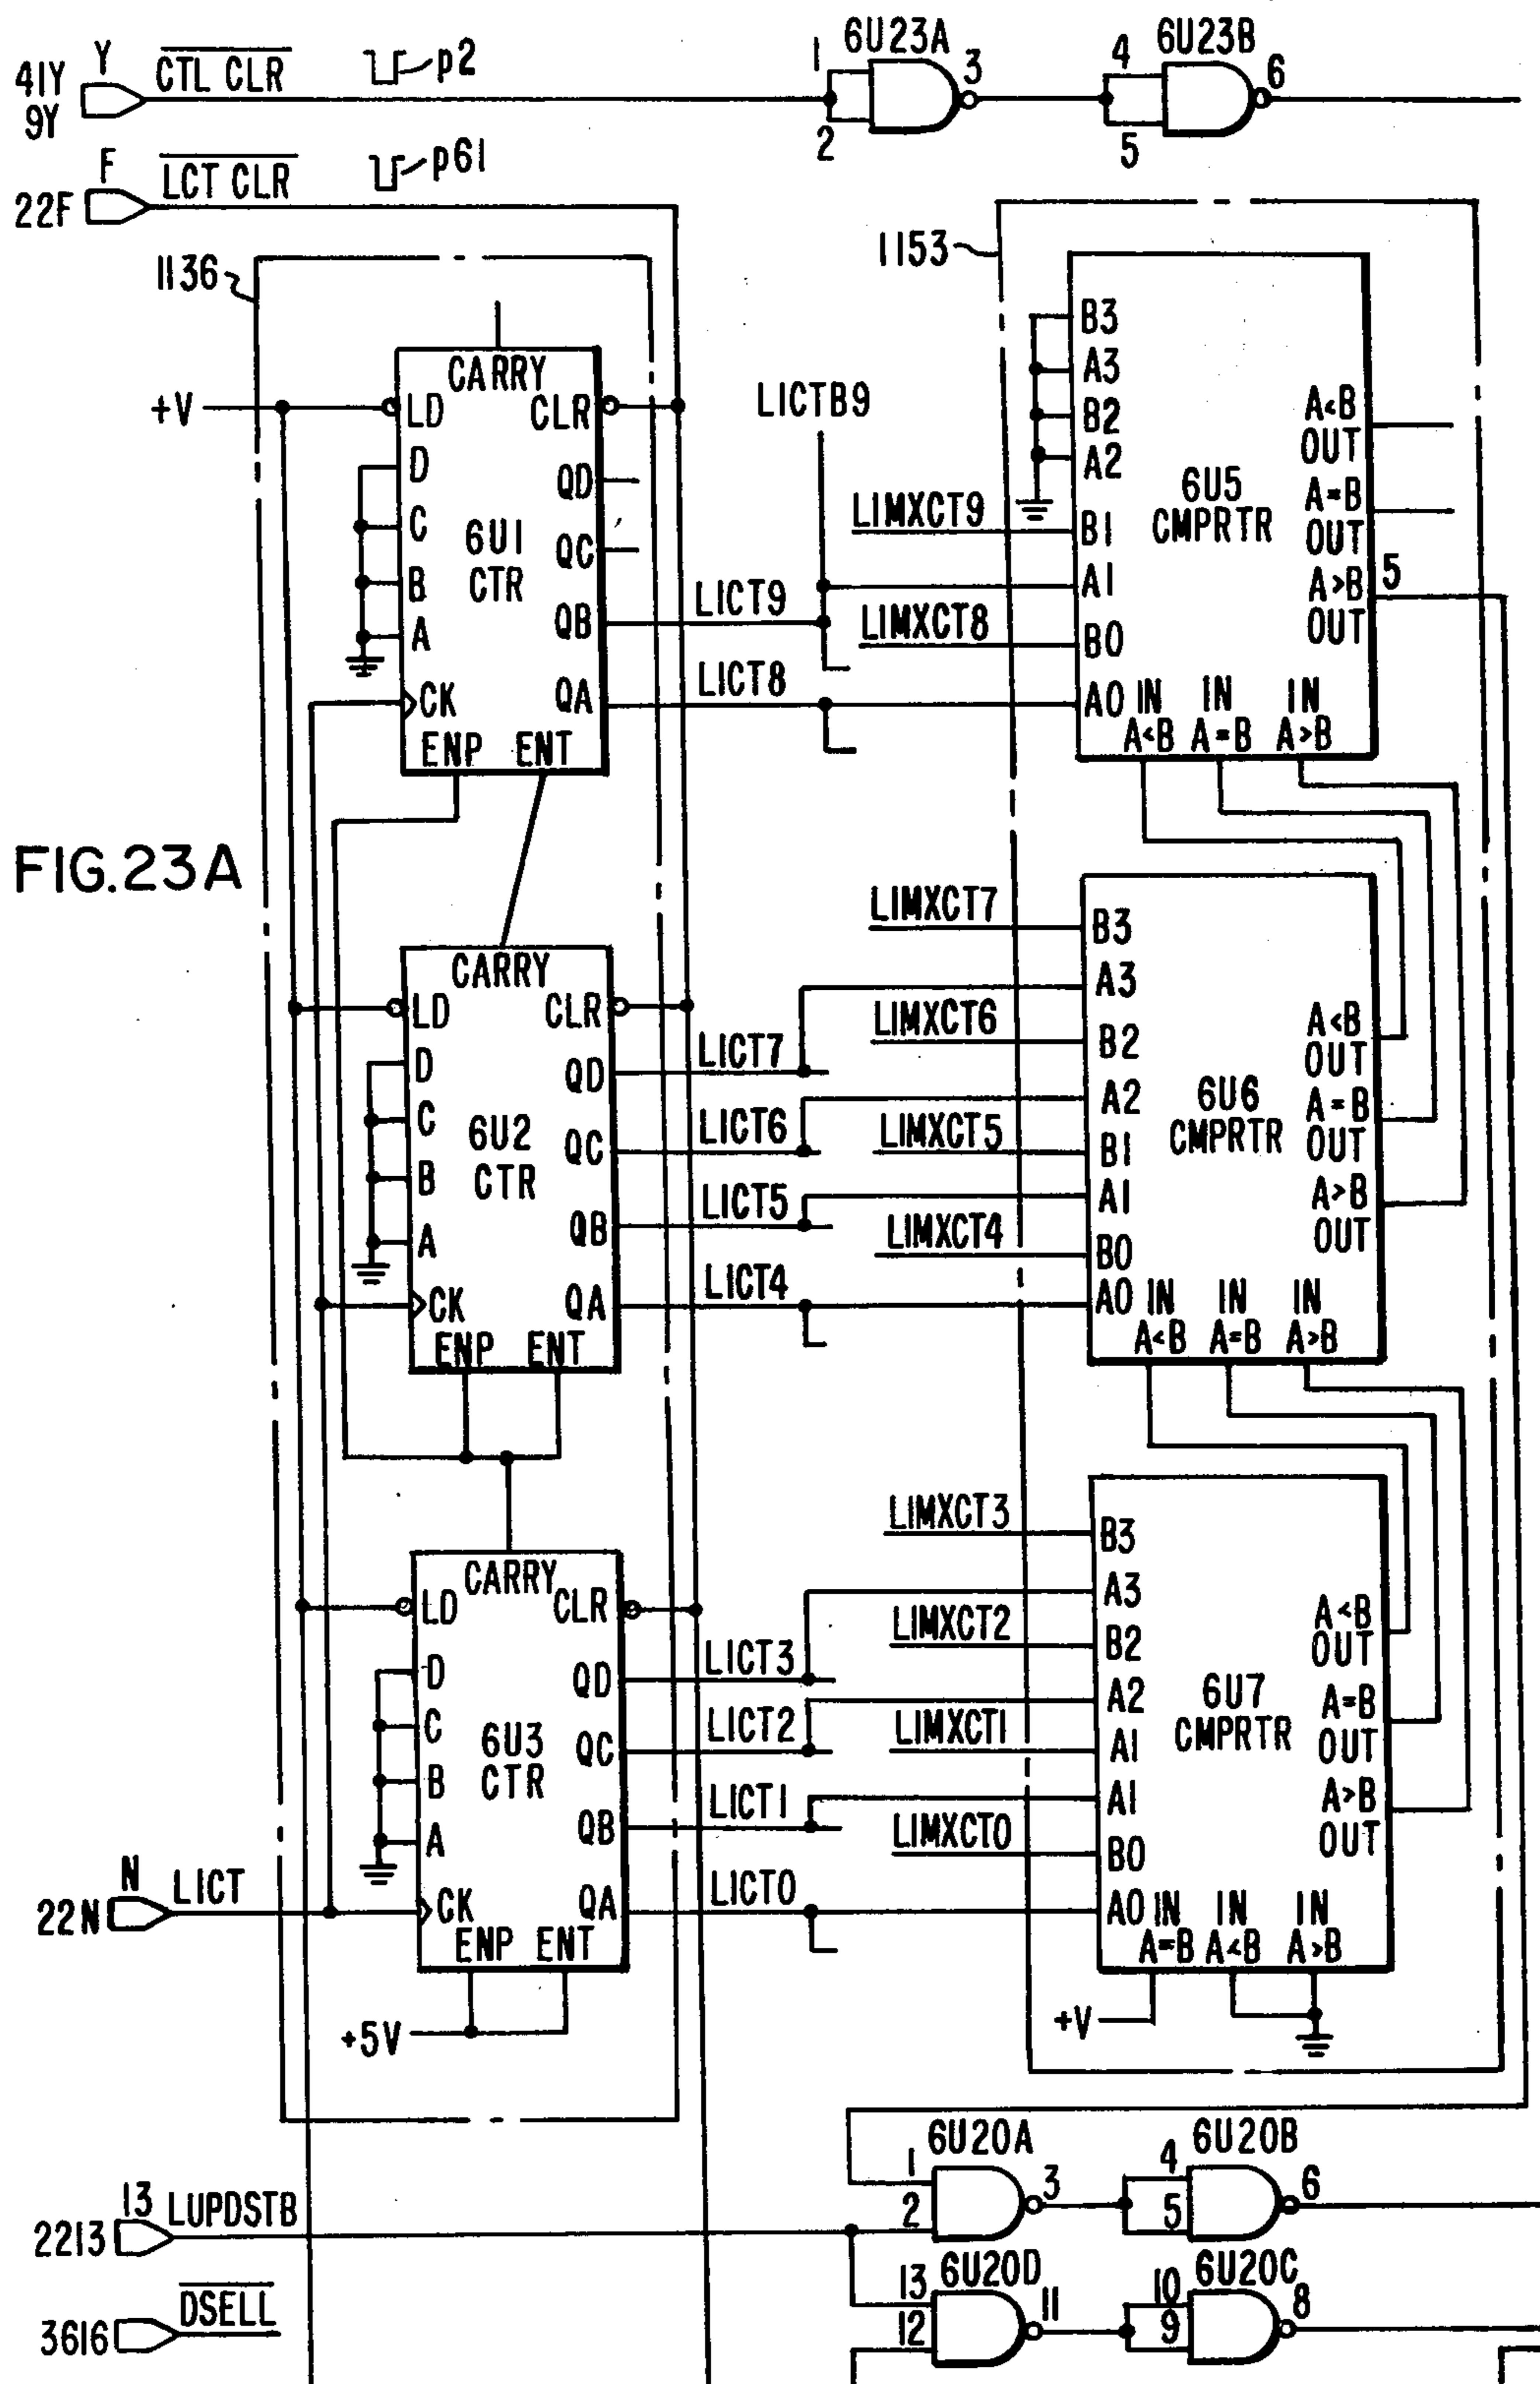 Y
41Y
9Y
CTL CLR
p2
1
2
6U23A
3
4
5
6U23B
6
F
22F
LCT CLR
p61
1136
1153
+V
CARRY
LD
CLR
D
QD
C
QC
6U1
CTR
B
QB
A
CK
QA
ENP ENT
LICTB9
LICT9
LICT8
LIMXCT9
LIMXCT8
B3
A3
B2
A2
B1
A1
B0
A0
6U5
CMPRTR
A<B
OUT
A=B
OUT
A>B
OUT
5
IN IN IN
A<B A=B A>B
FIG.23A
CARRY
LD
CLR
D
QD
C
QC
6U2
CTR
B
QB
A
CK
QA
ENP ENT
LICT7
LICT6
LICT5
LICT4
LIMXCT7
LIMXCT6
LIMXCT5
LIMXCT4
B3
A3
B2
A2
B1
A1
B0
A0
6U6
CMPRTR
A<B
OUT
A=B
OUT
A>B
OUT
IN IN IN
A<B A=B A>B
CARRY
LD
CLR
D
QD
C
QC
6U3
CTR
B
QB
A
CK
QA
ENP ENT
+5V
N
22N
LICT
LICT3
LICT2
LICT1
LICT0
LIMXCT3
LIMXCT2
LIMXCT1
LIMXCT0
B3
A3
B2
A2
A1
A1
B0
A0
6U7
CMPRTR
A<B
OUT
A=B
OUT
A>B
OUT
IN IN IN
A=B A<B A>B
+V
13
2213
LUPDSTB
1
2
6U20A
3
4
5
6U20B
6
3616
DSELL
13
12
6U20D
11
10
9
6U20C
8